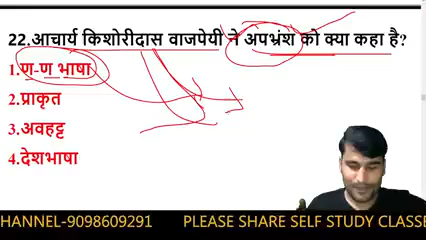 22.आचार्य किशोरीदास वाजपेयी ने अपभ्रंश को क्या कहा है?
1.ण-ण भाषा
2.प्राकृत
3.अवहट्ट
4.देशभाषा
HANNEL-9098609291 PLEASE SHARE SELF STUDY CLASSE